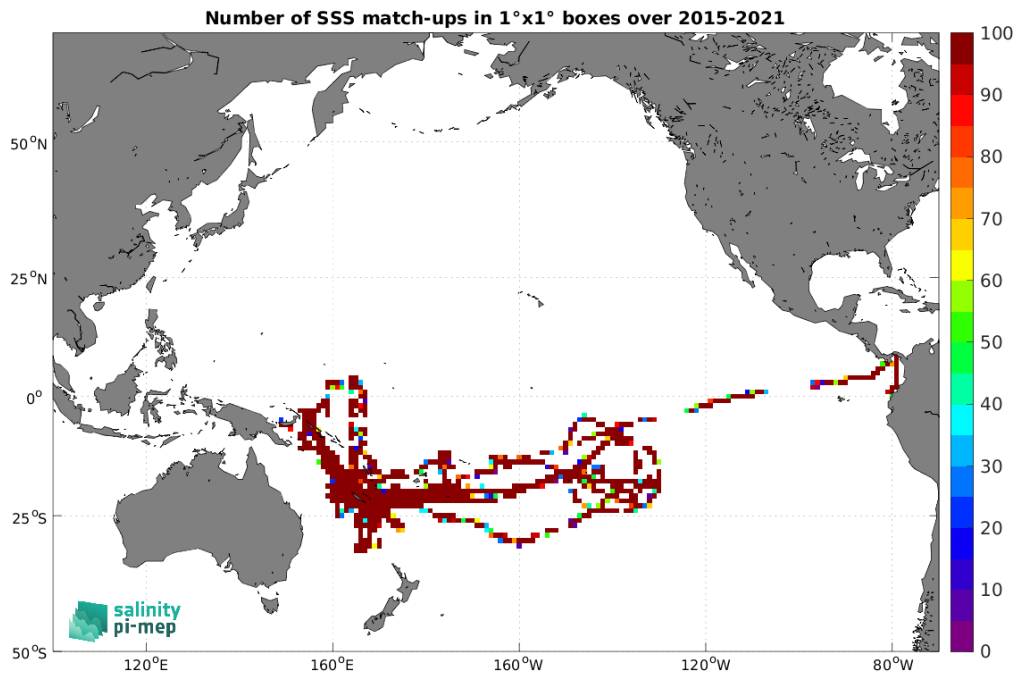 Number of SSS match-ups in 1°x1° boxes over 2015-2021
100
90
80
70
60
50
40
30
20
10
0
50°N
25°N
0°
25°S
50°S
120°E
160°E
160°W
120°W
80°W
salinity
pi-mep